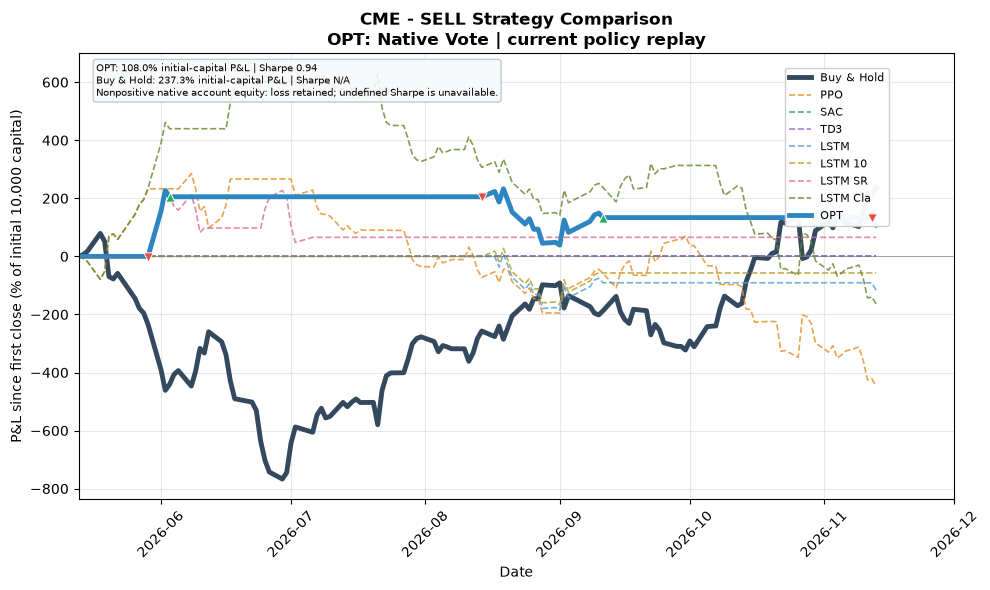 CME - SELL Strategy Comparison
OPT: Native Vote | current policy replay
OPT: 108.0% initial-capital P&L | Sharpe 0.94
Buy & Hold: 237.3% initial-capital P&L | Sharpe N/A
Nonpositive native account equity: loss retained; undefined Sharpe is unavailable.
Buy & Hold
PPO
SAC
TD3
LSTM
LSTM 10
LSTM SR
LSTM Cla
OPT
P&L since first close (% of initial 10,000 capital)
600
400
200
0
−200
−400
−600
−800
2026-06
2026-07
2026-08
2026-09
2026-10
2026-11
2026-12
Date